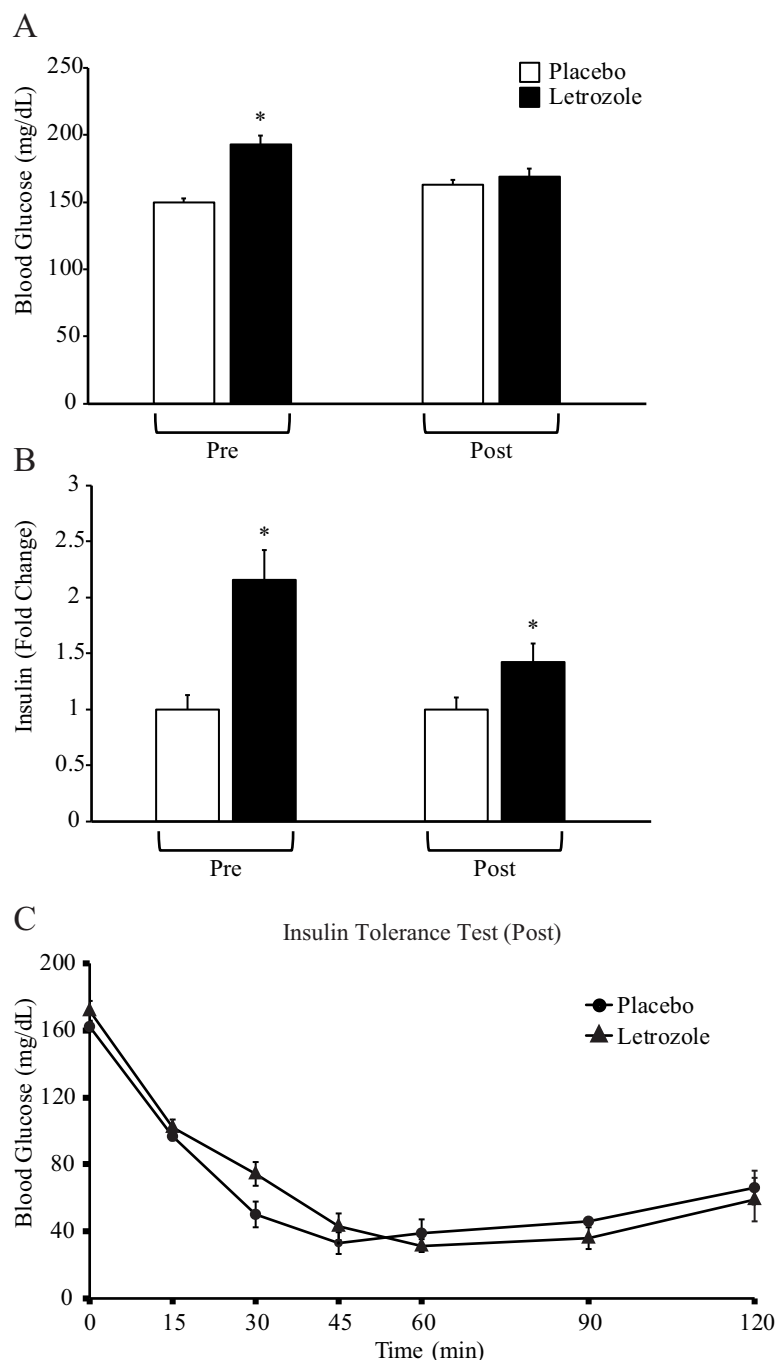 A
Blood Glucose (mg/dL)
250
200
150
100
50
0
Placebo
Letrozole
*
Pre
Post
B
Insulin (Fold Change)
3
2.5
2
1.5
1
0.5
0
*
*
Pre
Post
C
Insulin Tolerance Test (Post)
Blood Glucose (mg/dL)
200
160
120
80
40
0
Placebo
Letrozole
0 15 30 45 60 90 120
Time (min)